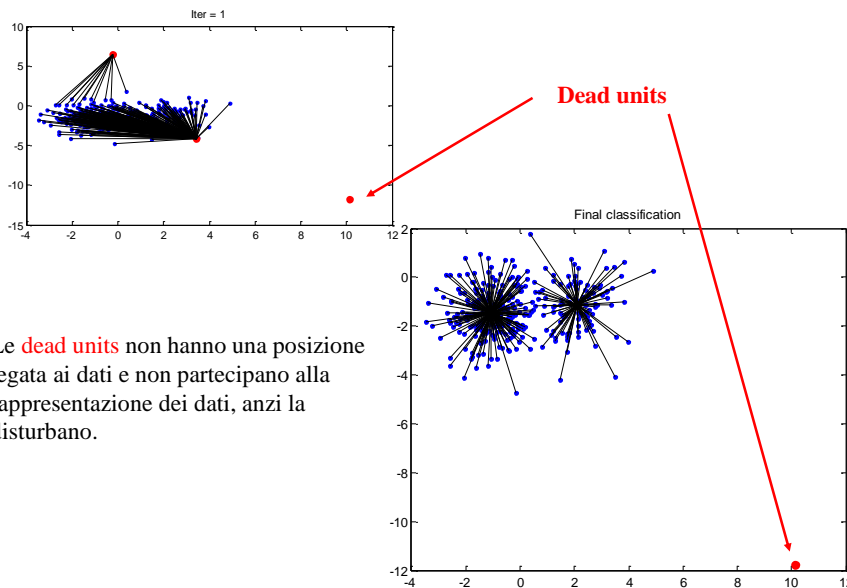 Iter = 1
10
5
0
-5
-10
-15
-4 -2 0 2 4 6 8 10 12
Dead units
Final classification
2
0
-2
-4
-6
-8
-10
-12
-4 -2 0 2 4 6 8 10 12
Le dead units non hanno una posizione
legata ai dati e non partecipano alla
rappresentazione dei dati, anzi la
disturbano.